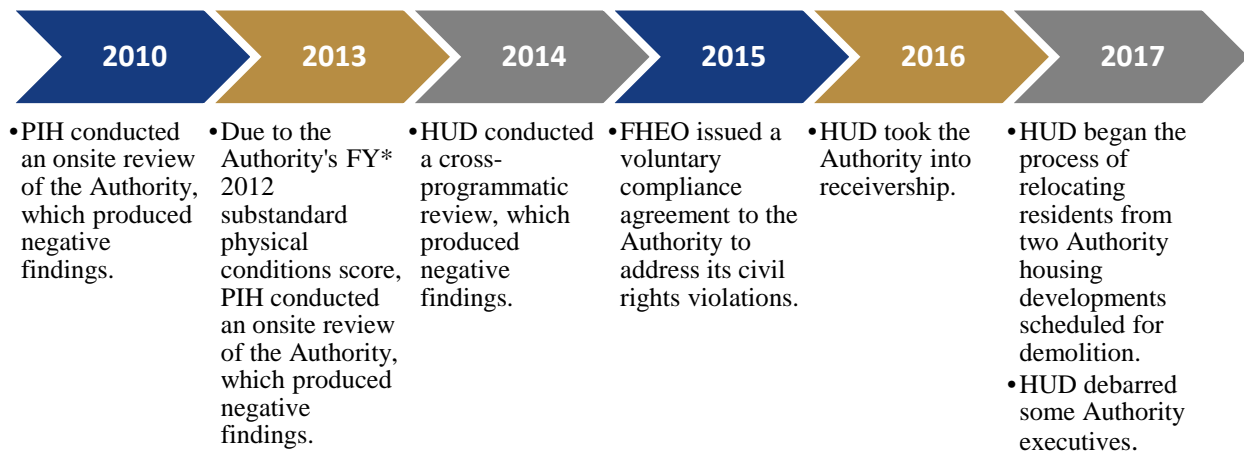 2010
2013
2014
2015
2016
2017
•PIH conducted
an onsite review
of the Authority,
which produced
negative
findings.
•Due to the
Authority's FY*
2012
substandard
physical
conditions score,
PIH conducted
an onsite review
of the Authority,
which produced
negative
findings.
•HUD conducted
a cross-
programmatic
review, which
produced
negative
findings.
•FHEO issued a
voluntary
compliance
agreement to the
Authority to
address its civil
rights violations.
•HUD took the
Authority into
receivership.
•HUD began the
process of
relocating
residents from
two Authority
housing
developments
scheduled for
demolition.
•HUD debarred
some Authority
executives.